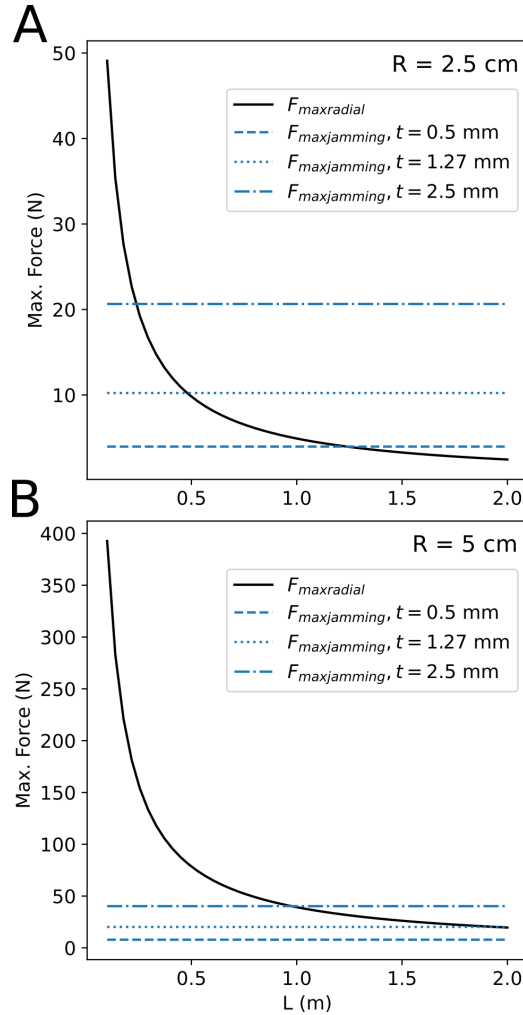 A
R = 2.5 cm
F_maxradial
F_maxjamming, t = 0.5 mm
F_maxjamming, t = 1.27 mm
F_maxjamming, t = 2.5 mm
Max. Force (N)
50
40
30
20
10
0.5 1.0 1.5 2.0
B
R = 5 cm
F_maxradial
F_maxjamming, t = 0.5 mm
F_maxjamming, t = 1.27 mm
F_maxjamming, t = 2.5 mm
Max. Force (N)
400
350
300
250
200
150
100
50
0
0.5 1.0 1.5 2.0
L (m)